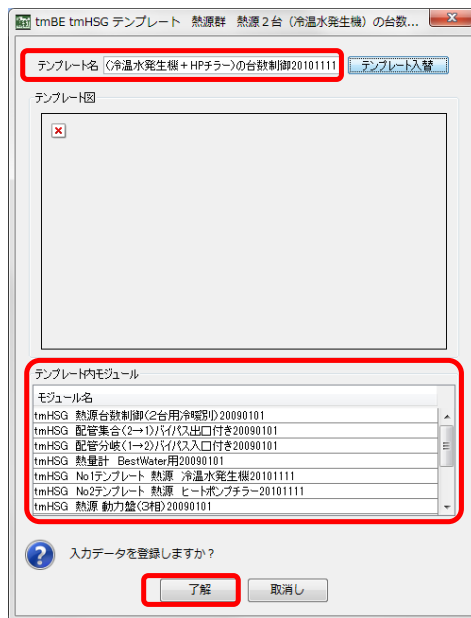 tmBE tmHSG テンプレート 熱源群 熱源２台（冷温水発生機）の台数...
テンプレート名 (冷温水発生機+HPチラー)の台数制御20101111 テンプレート入替
テンプレート図
テンプレート内モジュール
モジュール名
tmHSG 熱源台数制御(2台用冷暖別)20090101
tmHSG 配管集合(2→1)バイパス出口付き20090101
tmHSG 配管分岐(1→2)バイパス入口付き20090101
tmHSG 熱量計 BestWater用20090101
tmHSG No1テンプレート 熱源 冷温水発生機20101111
tmHSG No2テンプレート 熱源 ヒートポンプチラー20101111
tmHSG 熱源 動力盤(3相)20090101
入力データを登録しますか？
了解 取消し